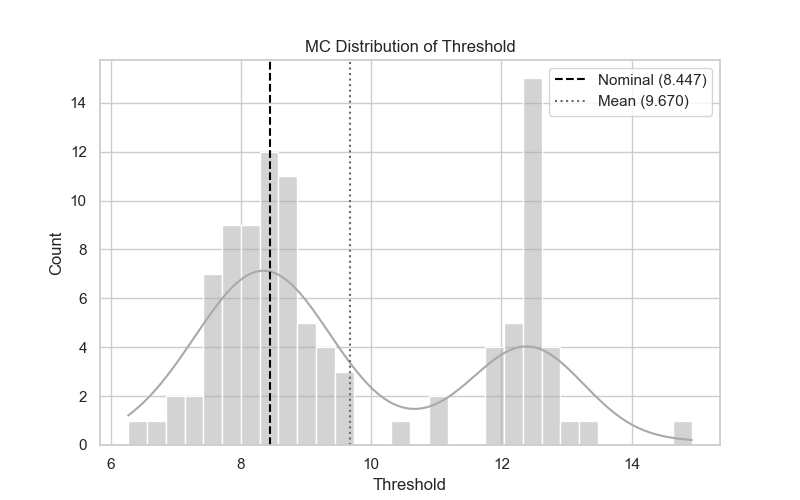 MC Distribution of Threshold
Nominal (8.447)
Mean (9.670)
Count
14
12
10
8
6
4
2
0
6
8
10
12
14
Threshold